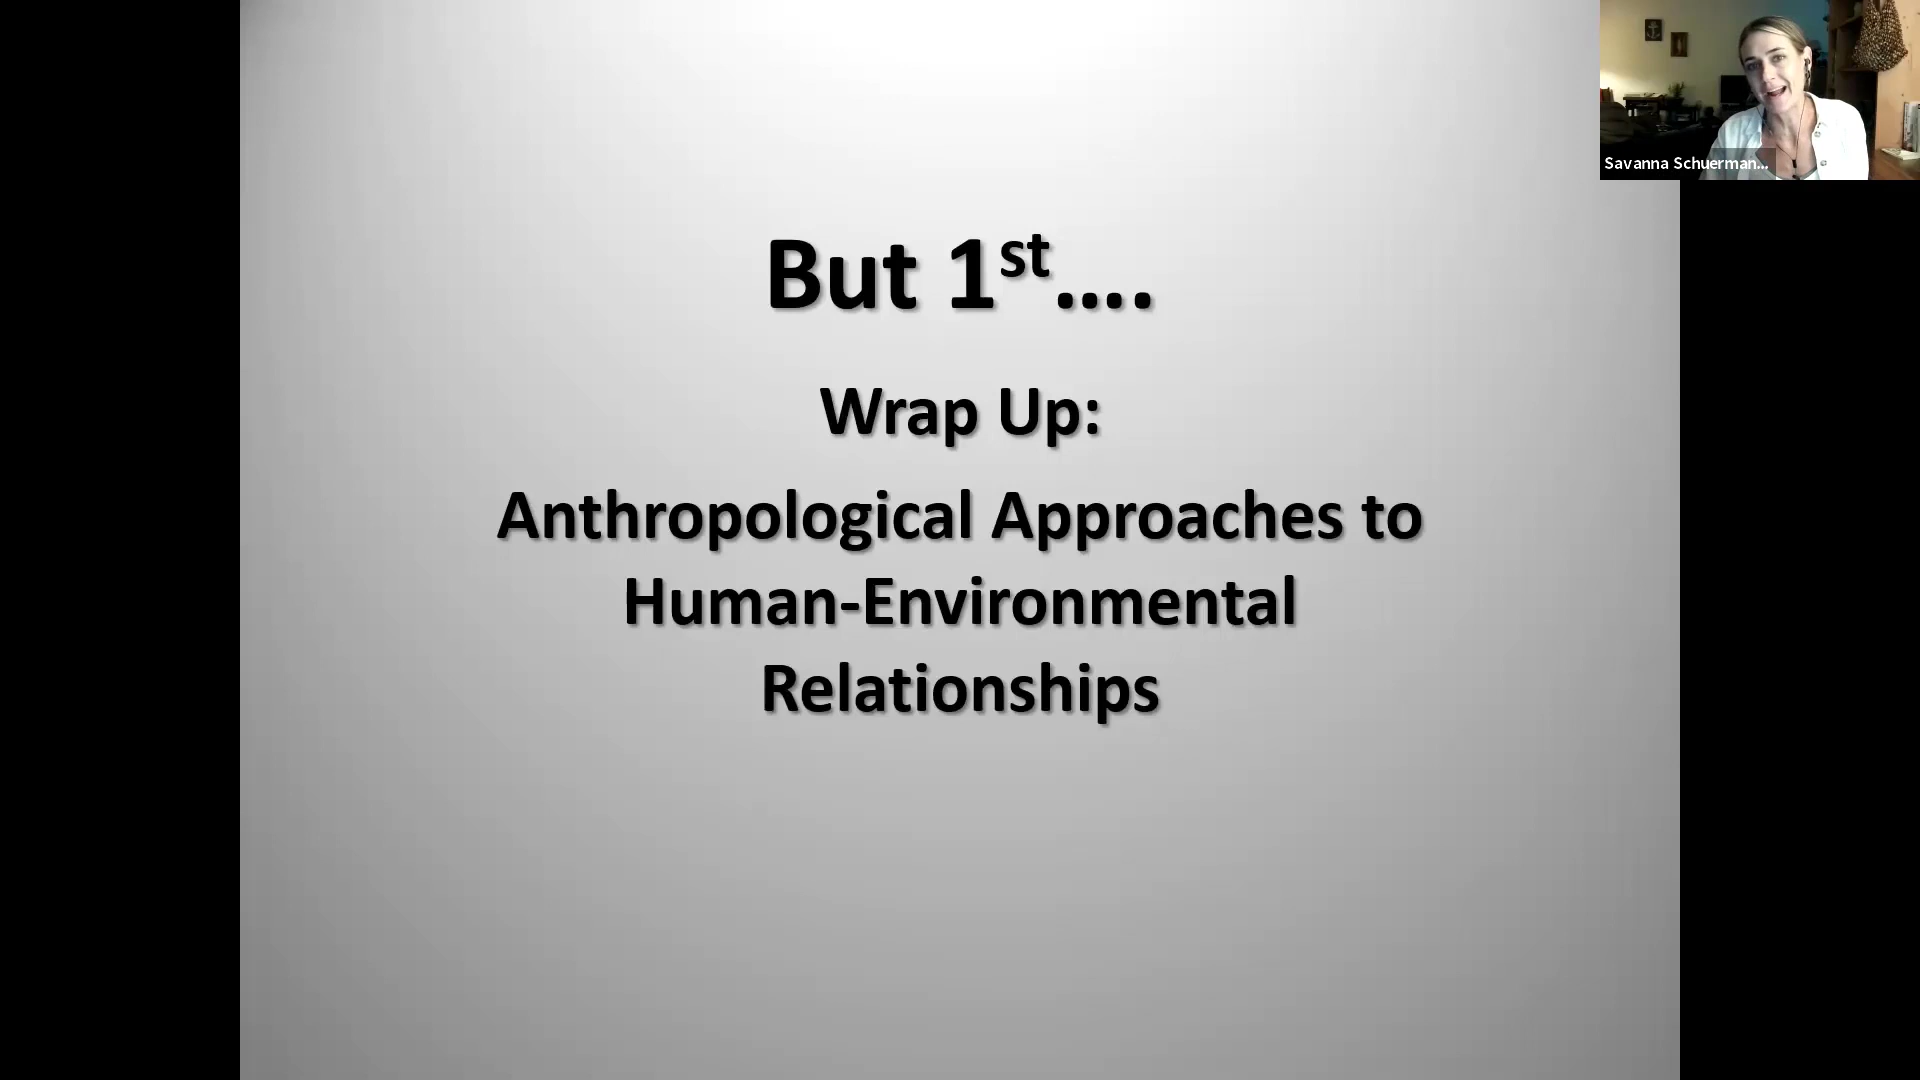 But 1st....
Wrap Up:
Anthropological Approaches to
Human-Environmental
Relationships
Savanna Schuerman...